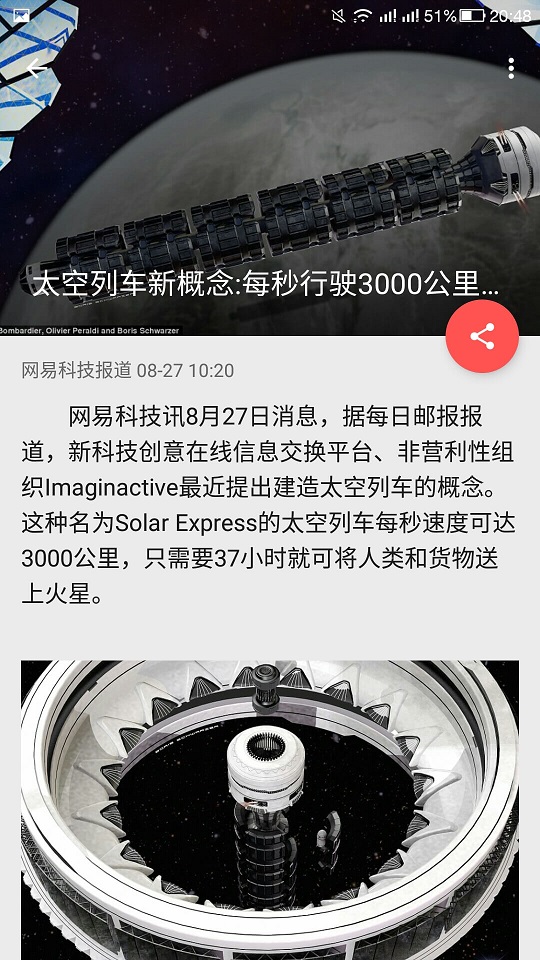 51% 20:48
太空列车新概念:每秒行驶3000公里...
Bombardier, Olivier Peraldi and Boris Schwarzer
网易科技报道 08-27 10:20
网易科技讯8月27日消息，据每日邮报报
道，新科技创意在线信息交换平台、非营利性组
织Imaginactive最近提出建造太空列车的概念。
这种名为Solar Express的太空列车每秒速度可达
3000公里，只需要37小时就可将人类和货物送
上火星。
BORIS SCHWARZER